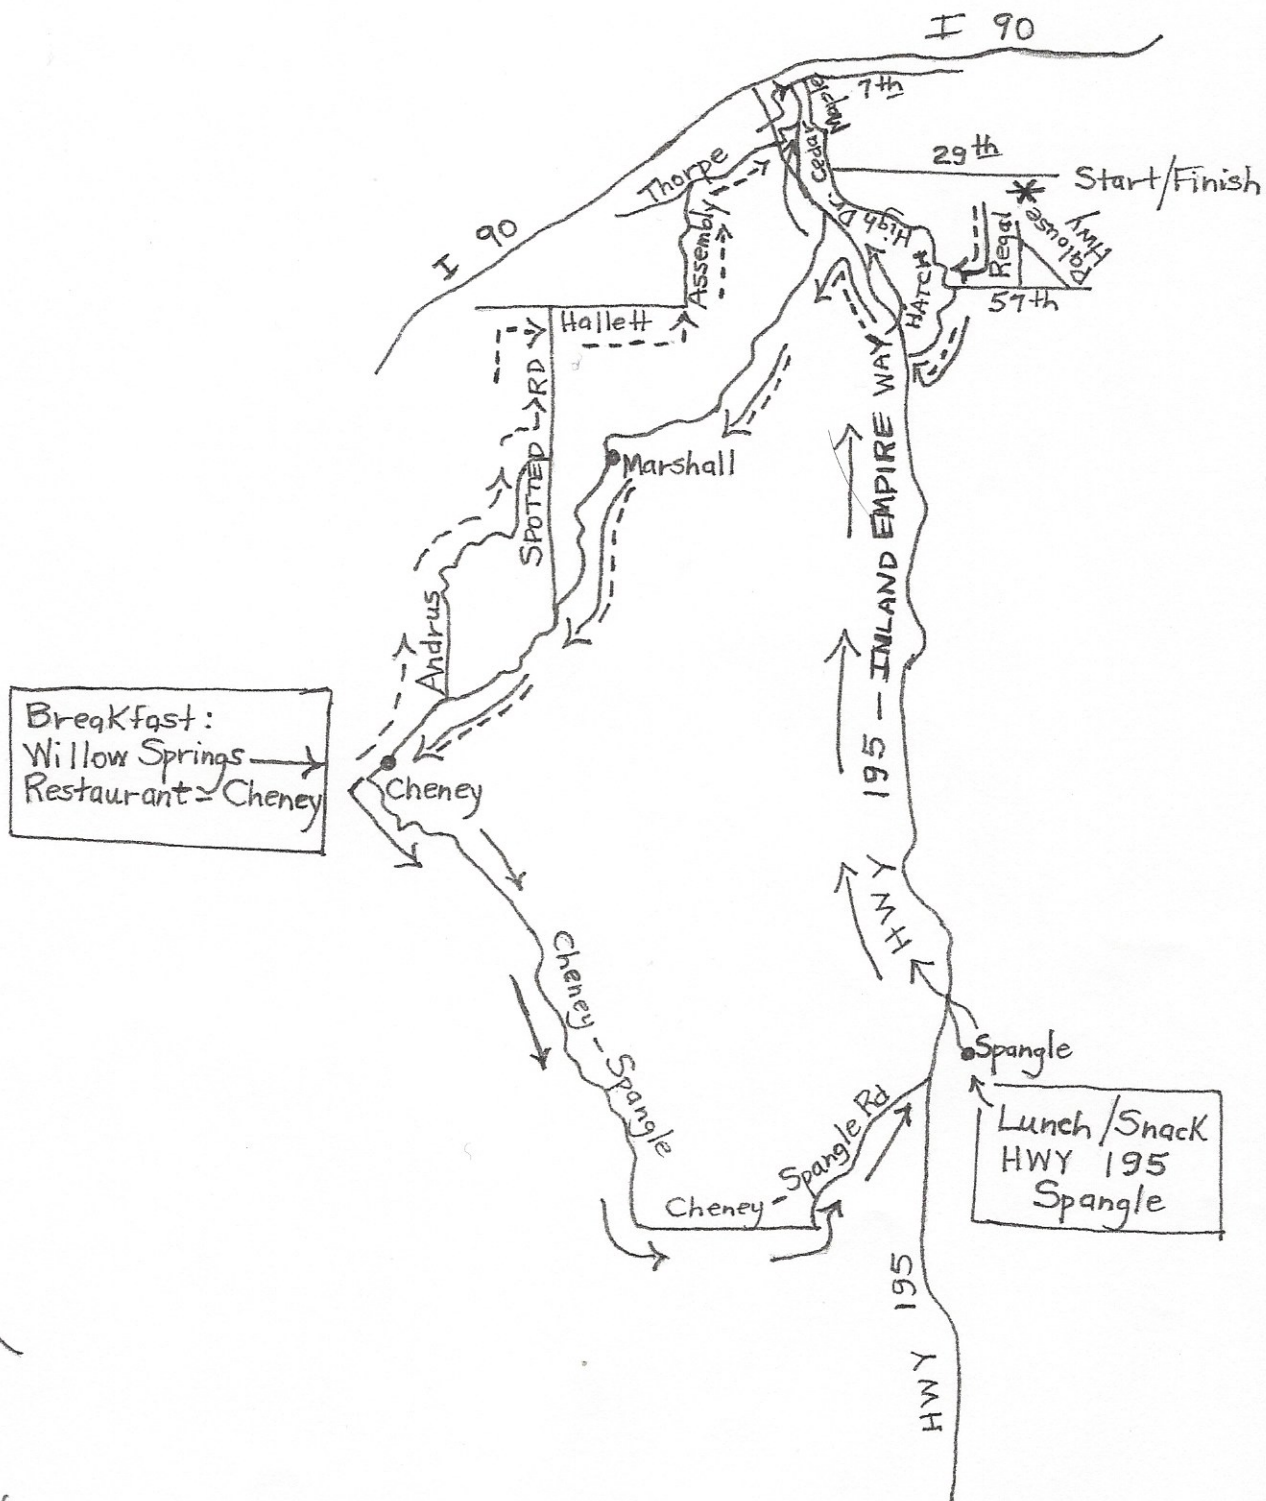 I 90
7th
Maple
Cedar
29th
Start/Finish
Thorpe
Palouse
Hwy
Regal
High Dr.
I 90
Assembly
HATCH
57th
Hallett
SPOTTED RD
Marshall
195 - INLAND EMPIRE WAY
Andrus
Breakfast:
Willow Springs
Restaurant - Cheney
Cheney
HWY
Cheney - Spangle
Spangle
Cheney - Spangle Rd
Lunch/Snack
HWY 195
Spangle
HWY 195